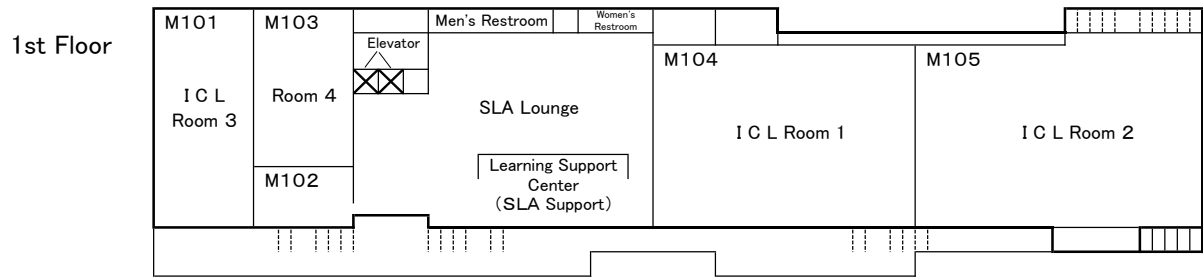 1st Floor
M101
M103
Men's Restroom
Women's
Restroom
Elevator
M104
M105
I C L
Room 3
Room 4
SLA Lounge
I C L Room 1
I C L Room 2
Learning Support
Center
(SLA Support)
M102